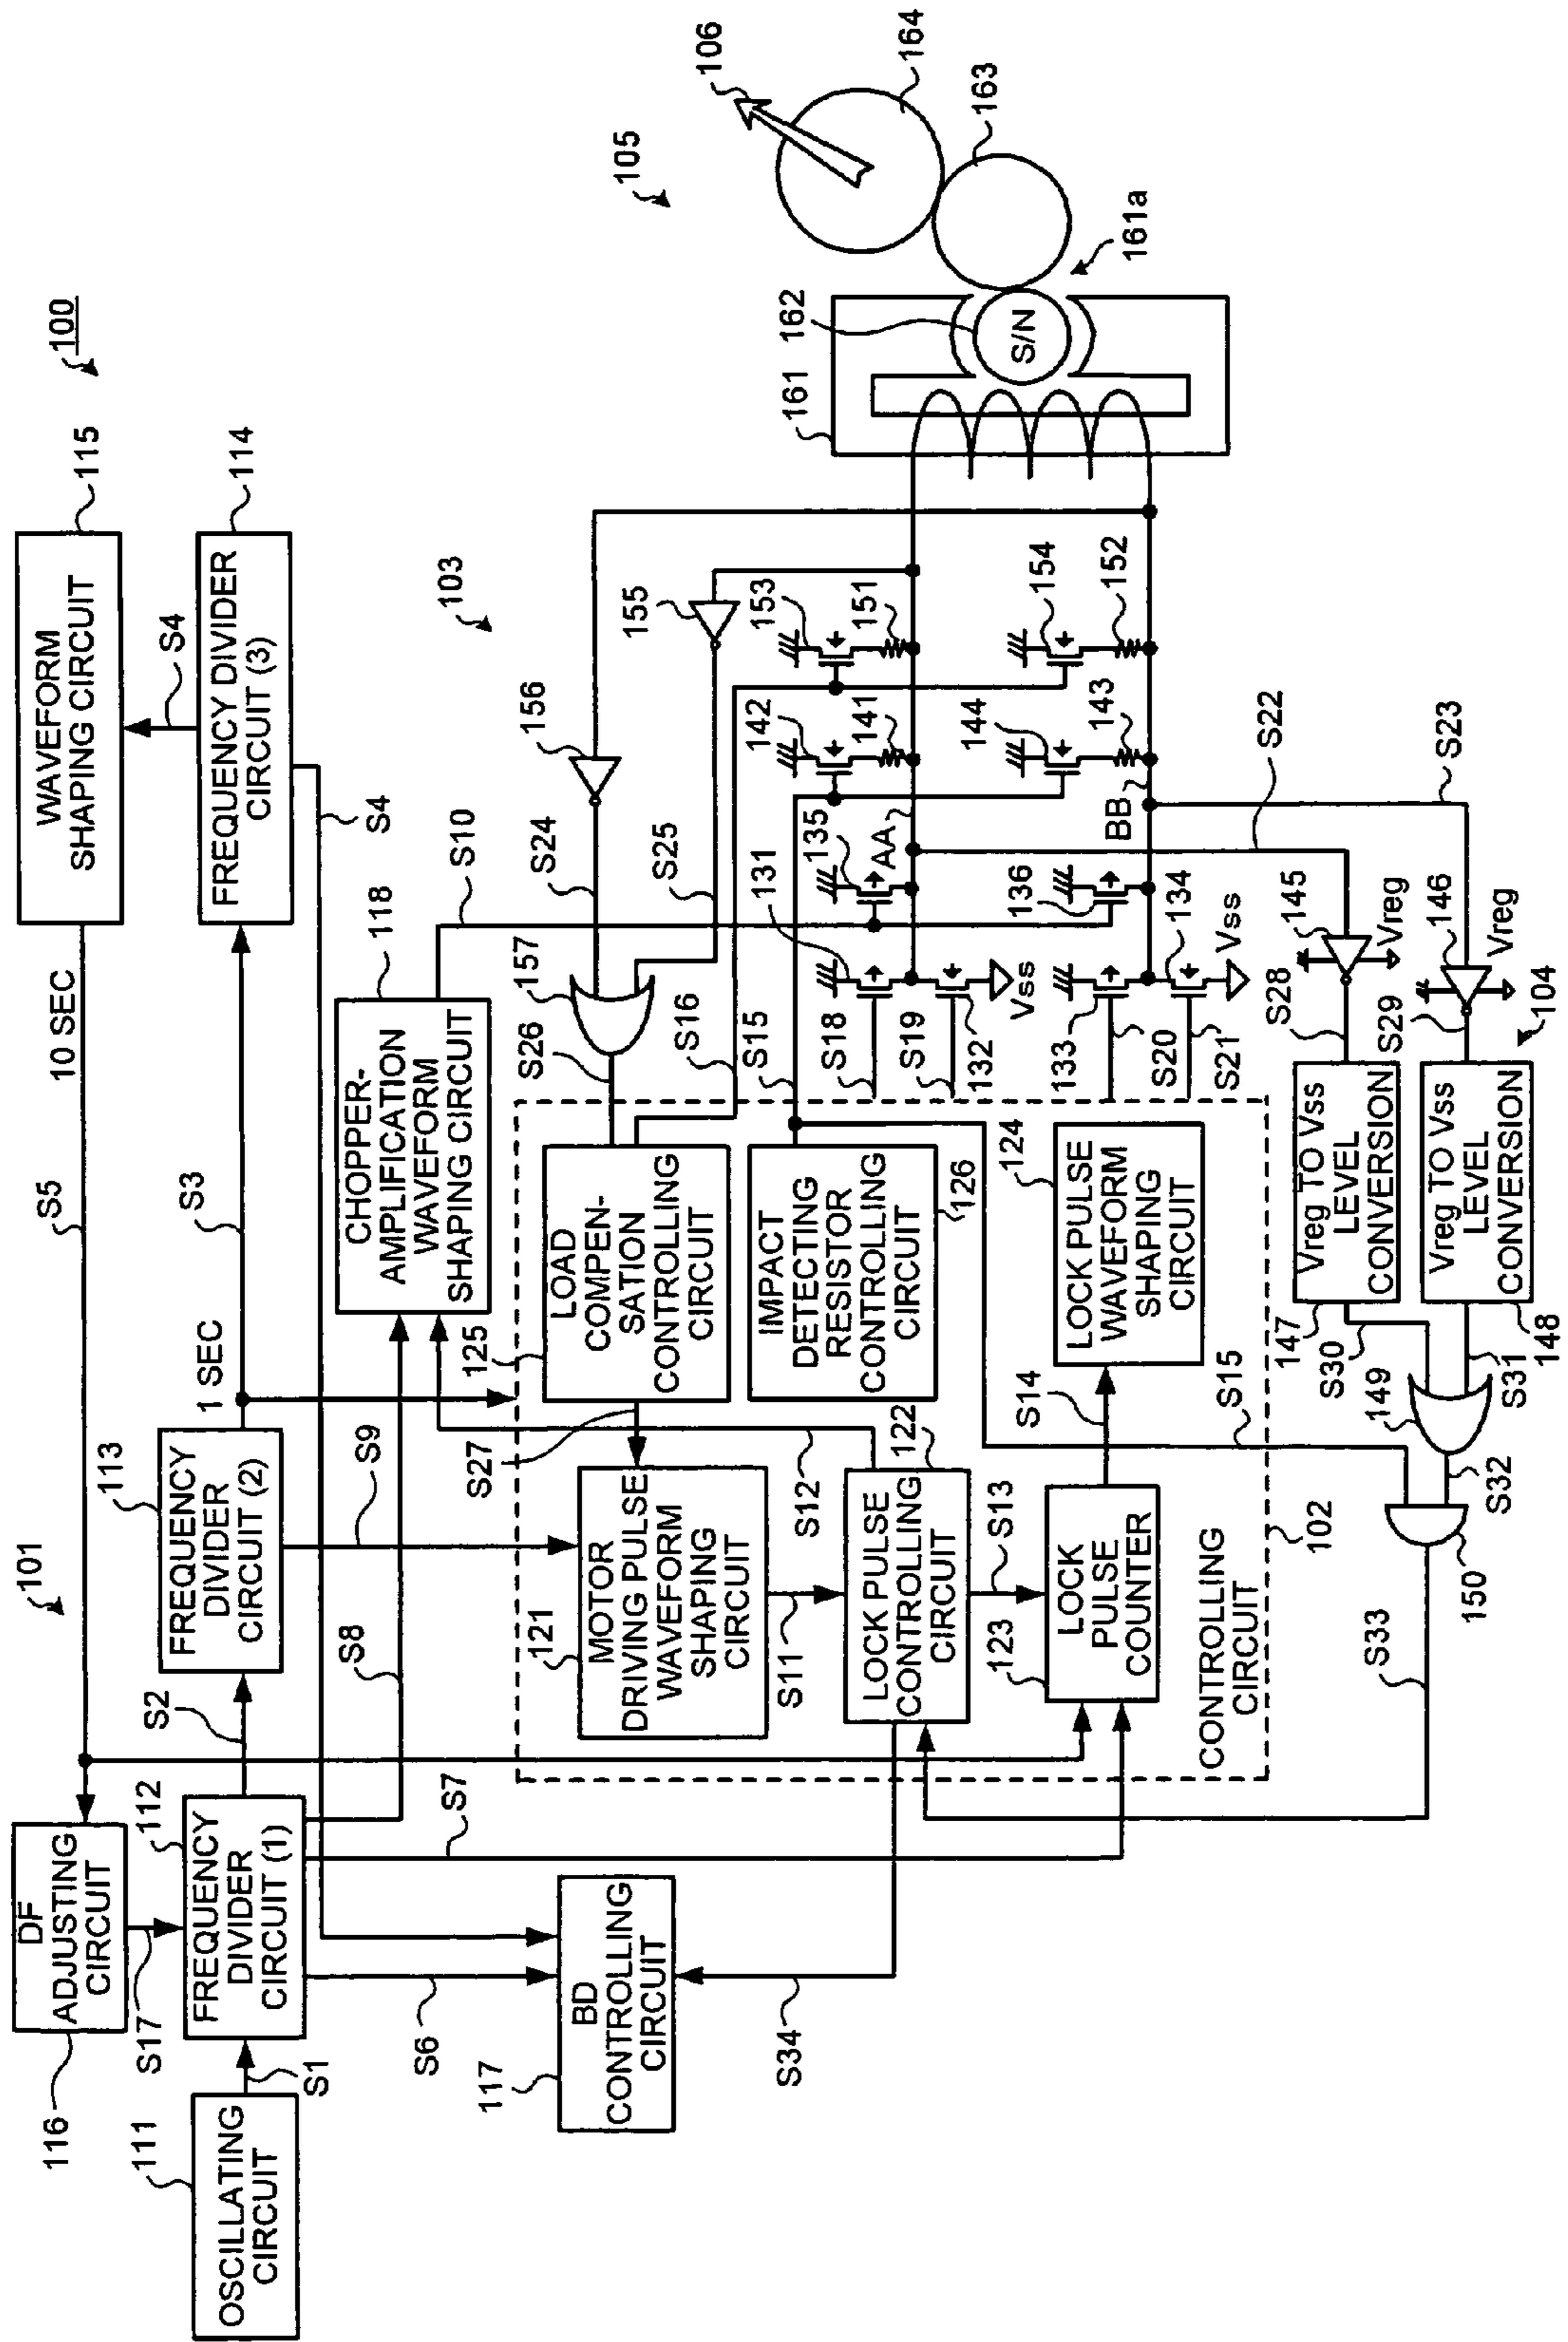 100
101
OSCILLATING
CIRCUIT
111
S1
DF
ADJUSTING
CIRCUIT
116
S17
FREQUENCY
DIVIDER
CIRCUIT (1)
112
S2
FREQUENCY
DIVIDER
CIRCUIT (2)
113
1 SEC
S3
FREQUENCY DIVIDER
CIRCUIT (3)
114
S4
S4
WAVEFORM
SHAPING CIRCUIT
115
10 SEC
S5
S6
S7
S8
S9
BD
CONTROLLING
CIRCUIT
117
S34
CHOPPER-
AMPLIFICATION
WAVEFORM
SHAPING CIRCUIT
118
S10
MOTOR
DRIVING PULSE
WAVEFORM
SHAPING
CIRCUIT
121
S11
LOCK PULSE
CONTROLLING
CIRCUIT
122
S12
S13
LOCK
PULSE
COUNTER
123
S14
LOCK PULSE
WAVEFORM
SHAPING
CIRCUIT
124
LOAD
COMPEN-
SATION
CONTROLLING
CIRCUIT
125
S27
IMPACT
DETECTING
RESISTOR
CONTROLLING
CIRCUIT
126
CONTROLLING
CIRCUIT
102
S15
S15
S16
S26
157
S24
S25
156
155
103
S18
S19
S20
S21
131
132
Vss
133
134
Vss
135
136
AA
BB
142
141
144
143
153
151
154
152
S22
S23
145
Vreg
146
Vreg
S28
S29
104
Vreg TO Vss
LEVEL
CONVERSION
147
Vreg TO Vss
LEVEL
CONVERSION
148
S30
S31
149
S32
150
S33
161
162
S/N
161a
163
164
105
106